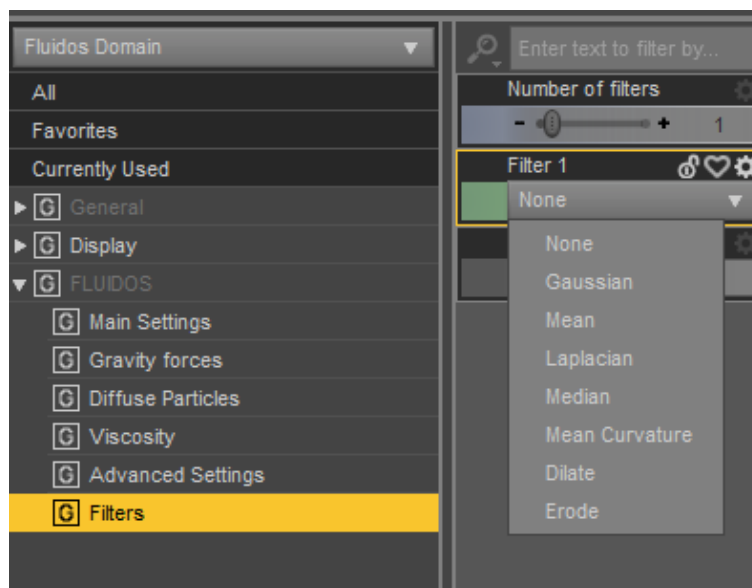 Fluidos Domain
All
Favorites
Currently Used
G General
G Display
G FLUIDOS
G Main Settings
G Gravity forces
G Diffuse Particles
G Viscosity
G Advanced Settings
G Filters
Enter text to filter by...
Number of filters
- + 1
Filter 1
None
None
Gaussian
Mean
Laplacian
Median
Mean Curvature
Dilate
Erode